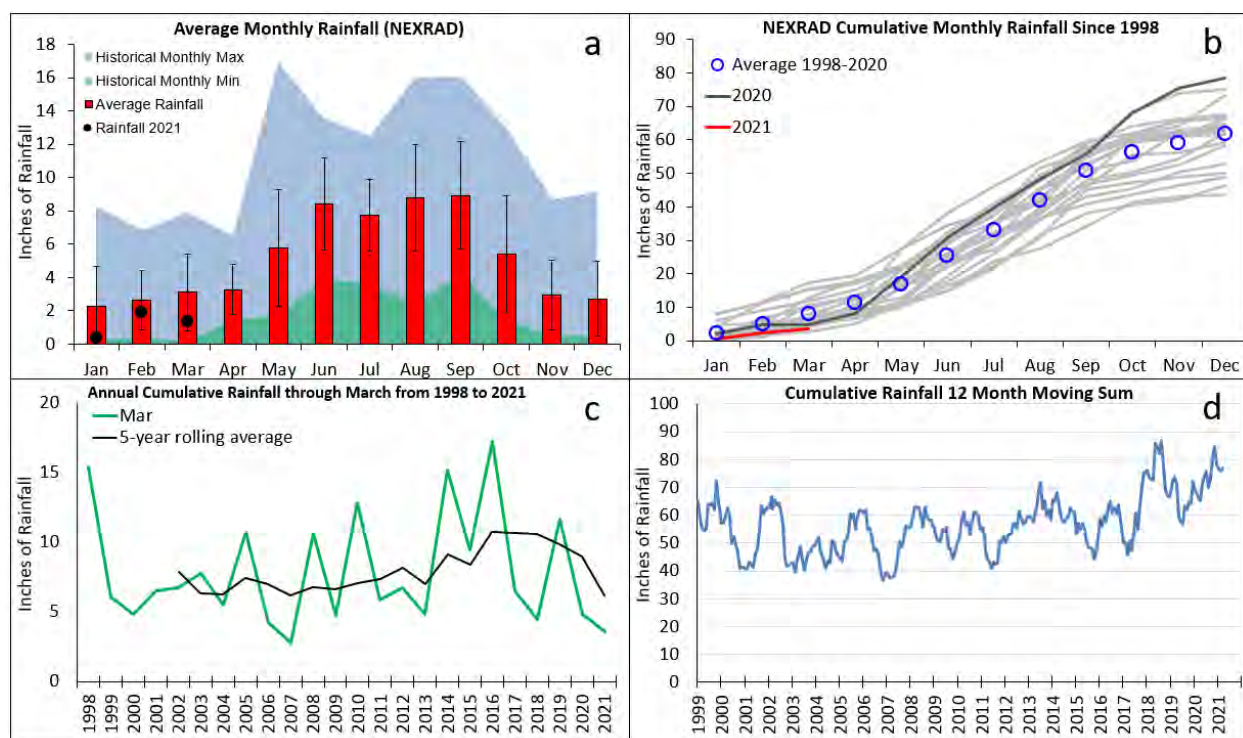 Average Monthly Rainfall (NEXRAD)
a
Inches of Rainfall
18
16
14
12
10
8
6
4
2
0
Historical Monthly Max
Historical Monthly Min
Average Rainfall
Rainfall 2021
Jan Feb Mar Apr May Jun Jul Aug Sep Oct Nov Dec
NEXRAD Cumulative Monthly Rainfall Since 1998
b
Inches of Rainfall
90
80
70
60
50
40
30
20
10
0
Average 1998-2020
2020
2021
Jan Feb Mar Apr May Jun Jul Aug Sep Oct Nov Dec
Annual Cumulative Rainfall through March from 1998 to 2021
c
Inches of Rainfall
20
15
10
5
0
Mar
5-year rolling average
1998 1999 2000 2001 2002 2003 2004 2005 2006 2007 2008 2009 2010 2011 2012 2013 2014 2015 2016 2017 2018 2019 2020 2021
Cumulative Rainfall 12 Month Moving Sum
d
Inches of Rainfall
100
90
80
70
60
50
40
30
20
10
0
1999 2000 2001 2002 2003 2004 2005 2006 2007 2008 2009 2010 2011 2012 2013 2014 2015 2016 2017 2018 2019 2020 2021